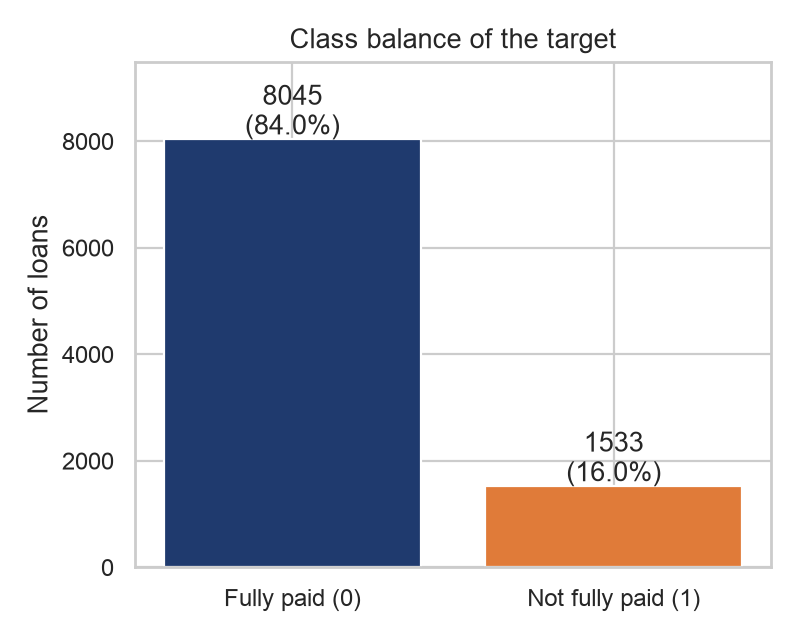 Class balance of the target
8045
(84.0%)
8000
6000
4000
2000
0
1533
(16.0%)
Number of loans
Fully paid (0)
Not fully paid (1)